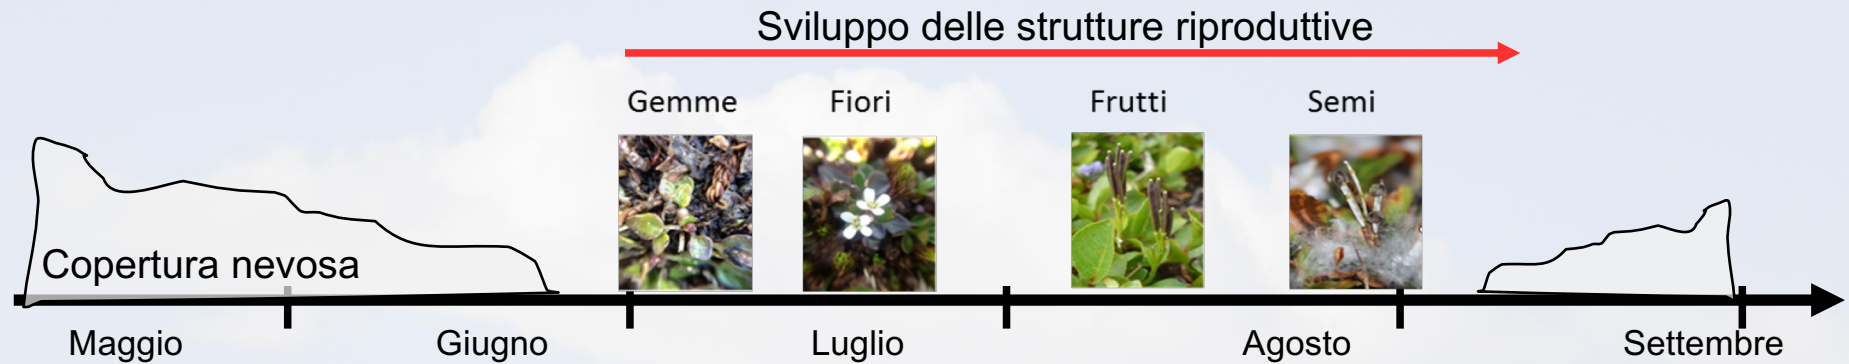 Sviluppo delle strutture riproduttive
Gemme
Fiori
Frutti
Semi
Copertura nevosa
Maggio
Giugno
Luglio
Agosto
Settembre